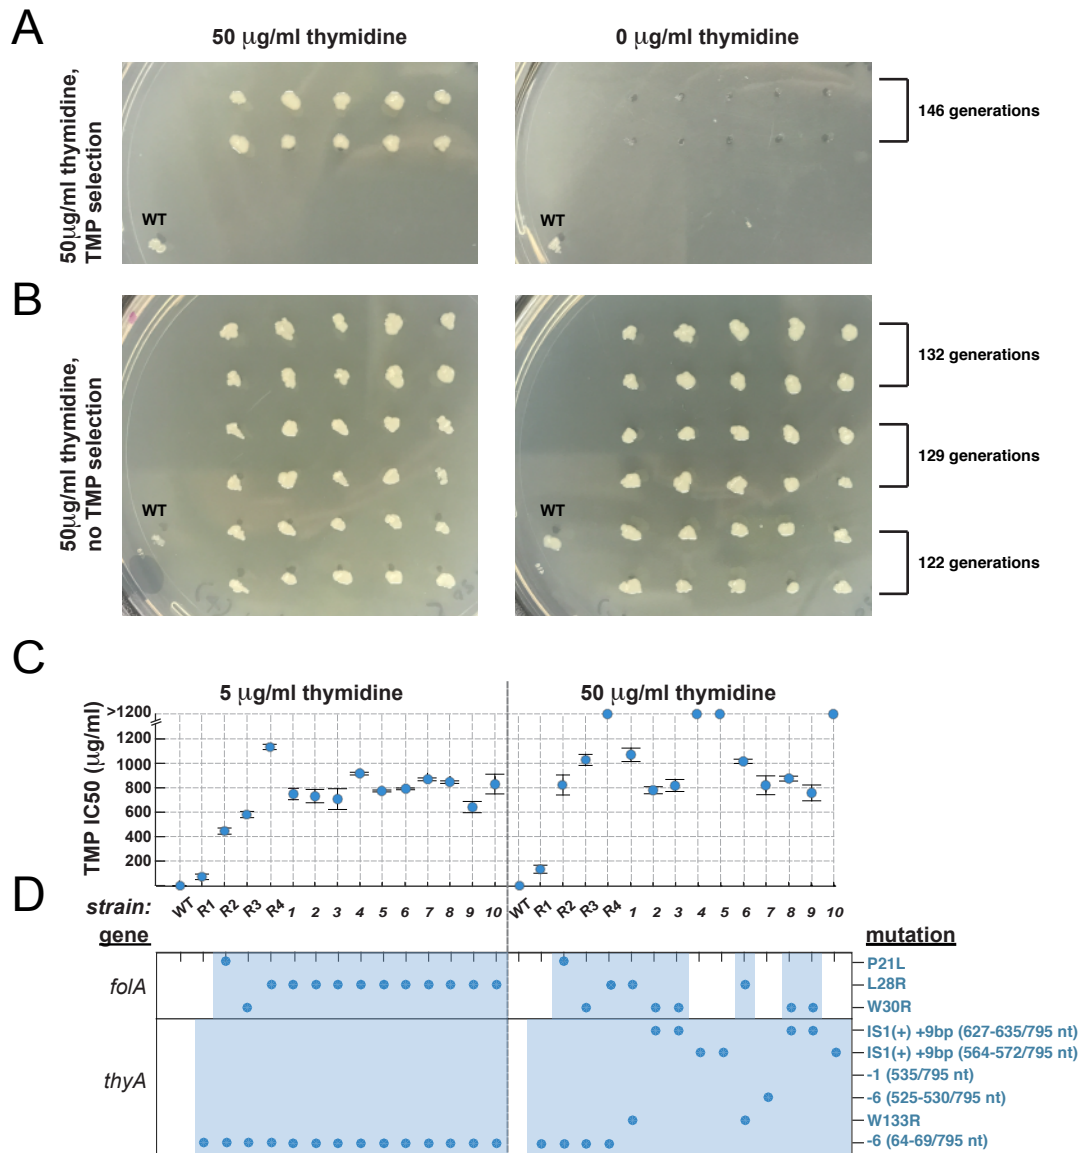 A
50 μg/ml thymidine
0 μg/ml thymidine
50μg/ml thymidine,
TMP selection
WT
WT
146 generations
B
50μg/ml thymidine,
no TMP selection
WT
WT
132 generations
129 generations
122 generations
C
5 μg/ml thymidine
50 μg/ml thymidine
TMP IC50 (μg/ml)
>1200
1200
1000
800
600
400
200
D
strain:
WT R1 R2 R3 R4 1 2 3 4 5 6 7 8 9 10
WT R1 R2 R3 R4 1 2 3 4 5 6 7 8 9 10
gene
mutation
folA
P21L
L28R
W30R
thyA
IS1(+) +9bp (627-635/795 nt)
IS1(+) +9bp (564-572/795 nt)
-1 (535/795 nt)
-6 (525-530/795 nt)
W133R
-6 (64-69/795 nt)